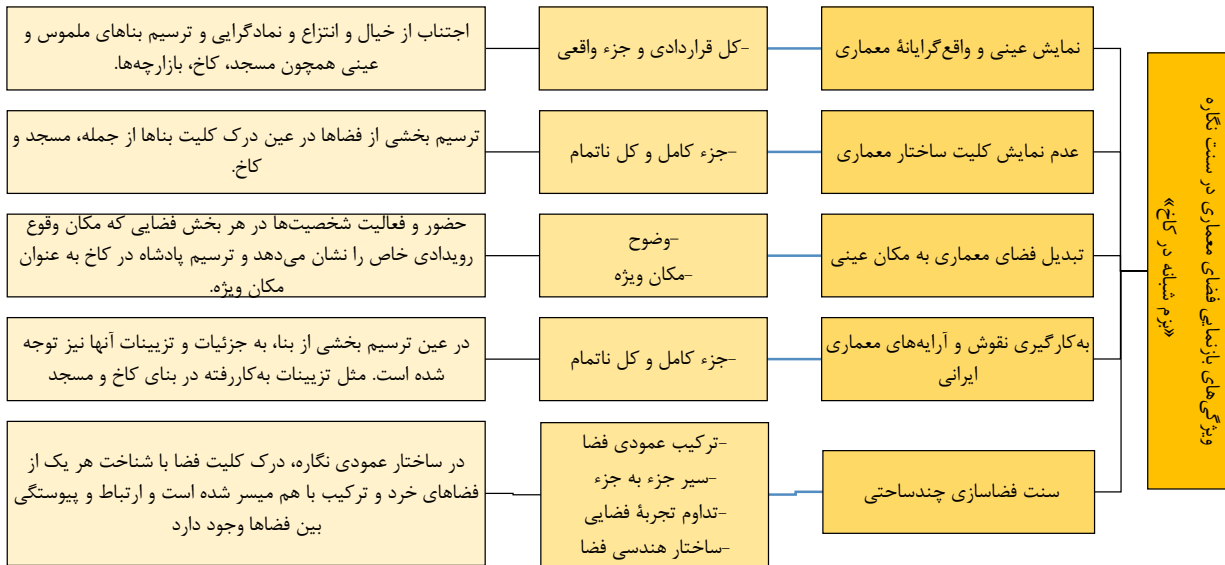 ویژگی‌های بازنمایی فضای معماری در سنت نگاره
«بزم شبانه در کاخ»
نمایش عینی و واقع‌گرایانۀ معماری
-کل قراردادی و جزء واقعی
اجتناب از خیال و انتزاع و نمادگرایی و ترسیم بناهای ملموس و
عینی همچون مسجد، کاخ، بازارچه‌ها.
عدم نمایش کلیت ساختار معماری
-جزء کامل و کل ناتمام
ترسیم بخشی از فضاها در عین درک کلیت بناها از جمله، مسجد و
کاخ.
تبدیل فضای معماری به مکان عینی
-وضوح
-مکان ویژه
حضور و فعالیت شخصیت‌ها در هر بخش فضایی که مکان وقوع
رویدادی خاص را نشان می‌دهد و ترسیم پادشاه در کاخ به عنوان
مکان ویژه.
به‌کارگیری نقوش و آرایه‌های معماری
ایرانی
-جزء کامل و کل ناتمام
در عین ترسیم بخشی از بنا، به جزئیات و تزیینات آنها نیز توجه
شده است. مثل تزیینات به‌کاررفته در بنای کاخ و مسجد
سنت فضاسازی چندساحتی
-ترکیب عمودی فضا
-سیر جزء به جزء
-تداوم تجربۀ فضایی
-ساختار هندسی فضا
در ساختار عمودی نگاره، درک کلیت فضا با شناخت هر یک از
فضاهای خرد و ترکیب با هم میسر شده است و ارتباط و پیوستگی
بین فضاها وجود دارد